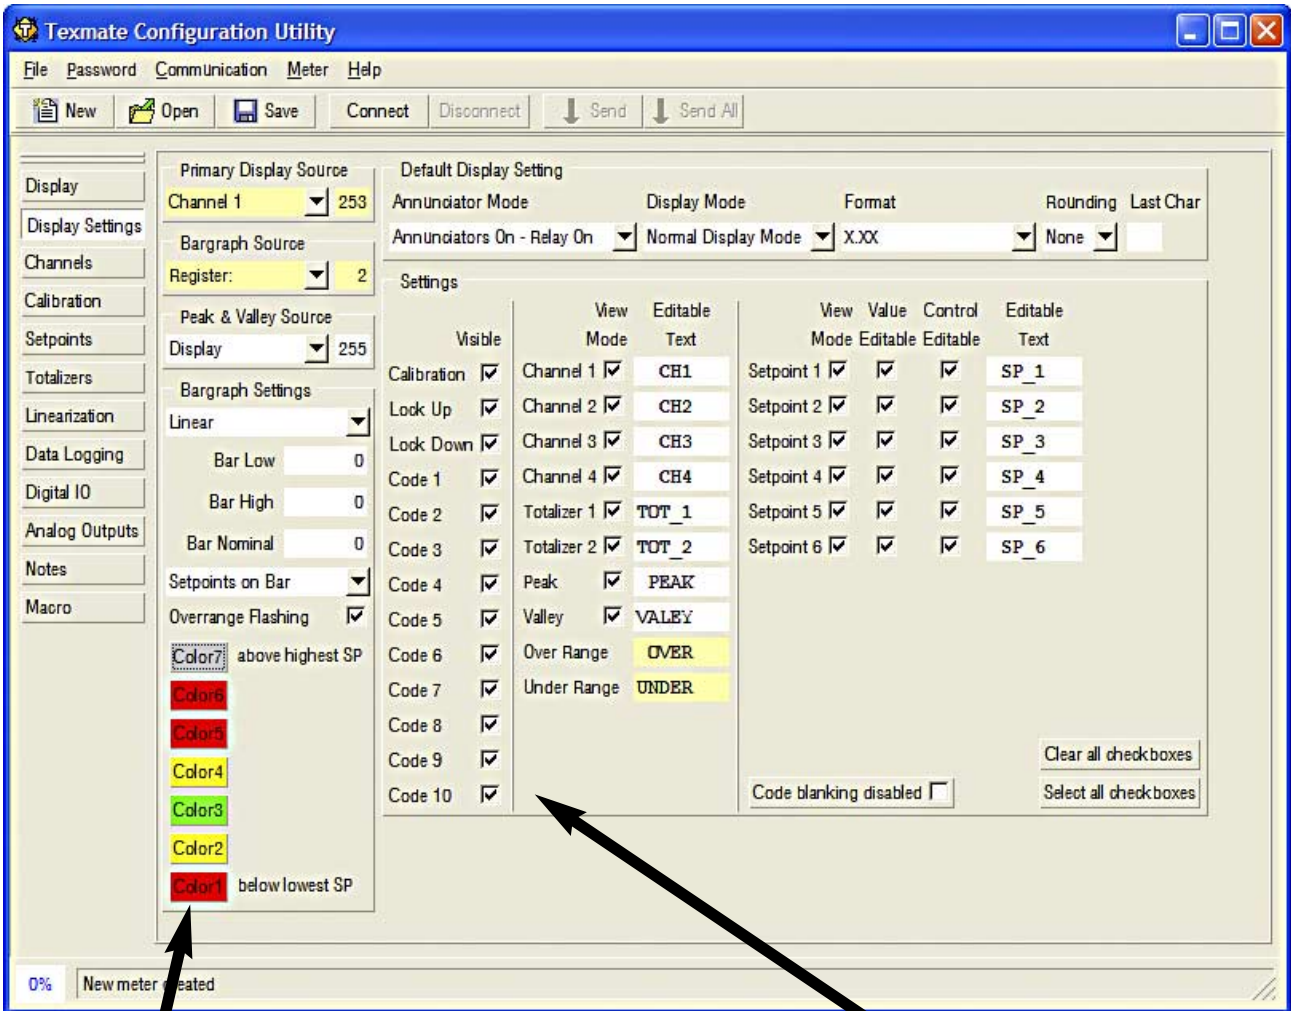 Texmate Configuration Utility
File Password Communication Meter Help
New Open Save Connect Disconnect Send Send All
Display
Display Settings
Channels
Calibration
Setpoints
Totalizers
Linearization
Data Logging
Digital IO
Analog Outputs
Notes
Macro
Primary Display Source
Channel 1 253
Bargraph Source
Register: 2
Peak & Valley Source
Display 255
Bargraph Settings
Linear
Bar Low 0
Bar High 0
Bar Nominal 0
Setpoints on Bar
Overrange Flashing
Color7 above highest SP
Color6
Color5
Color4
Color3
Color2
Color1 below lowest SP
Default Display Setting
Annunciator Mode Display Mode Format Rounding Last Char
Annunciators On - Relay On Normal Display Mode X.XX None
Settings
Visible
Calibration
Lock Up
Lock Down
Code 1
Code 2
Code 3
Code 4
Code 5
Code 6
Code 7
Code 8
Code 9
Code 10
View Editable
Mode Text
Channel 1 CH1
Channel 2 CH2
Channel 3 CH3
Channel 4 CH4
Totalizer 1 TOT_1
Totalizer 2 TOT_2
Peak PEAK
Valley VALEY
Over Range OVER
Under Range UNDER
View Value Control Editable
Mode Editable Editable Text
Setpoint 1 SP_1
Setpoint 2 SP_2
Setpoint 3 SP_3
Setpoint 4 SP_4
Setpoint 5 SP_5
Setpoint 6 SP_6
Clear all checkboxes
Code blanking disabled Select all checkboxes
0% New meter created